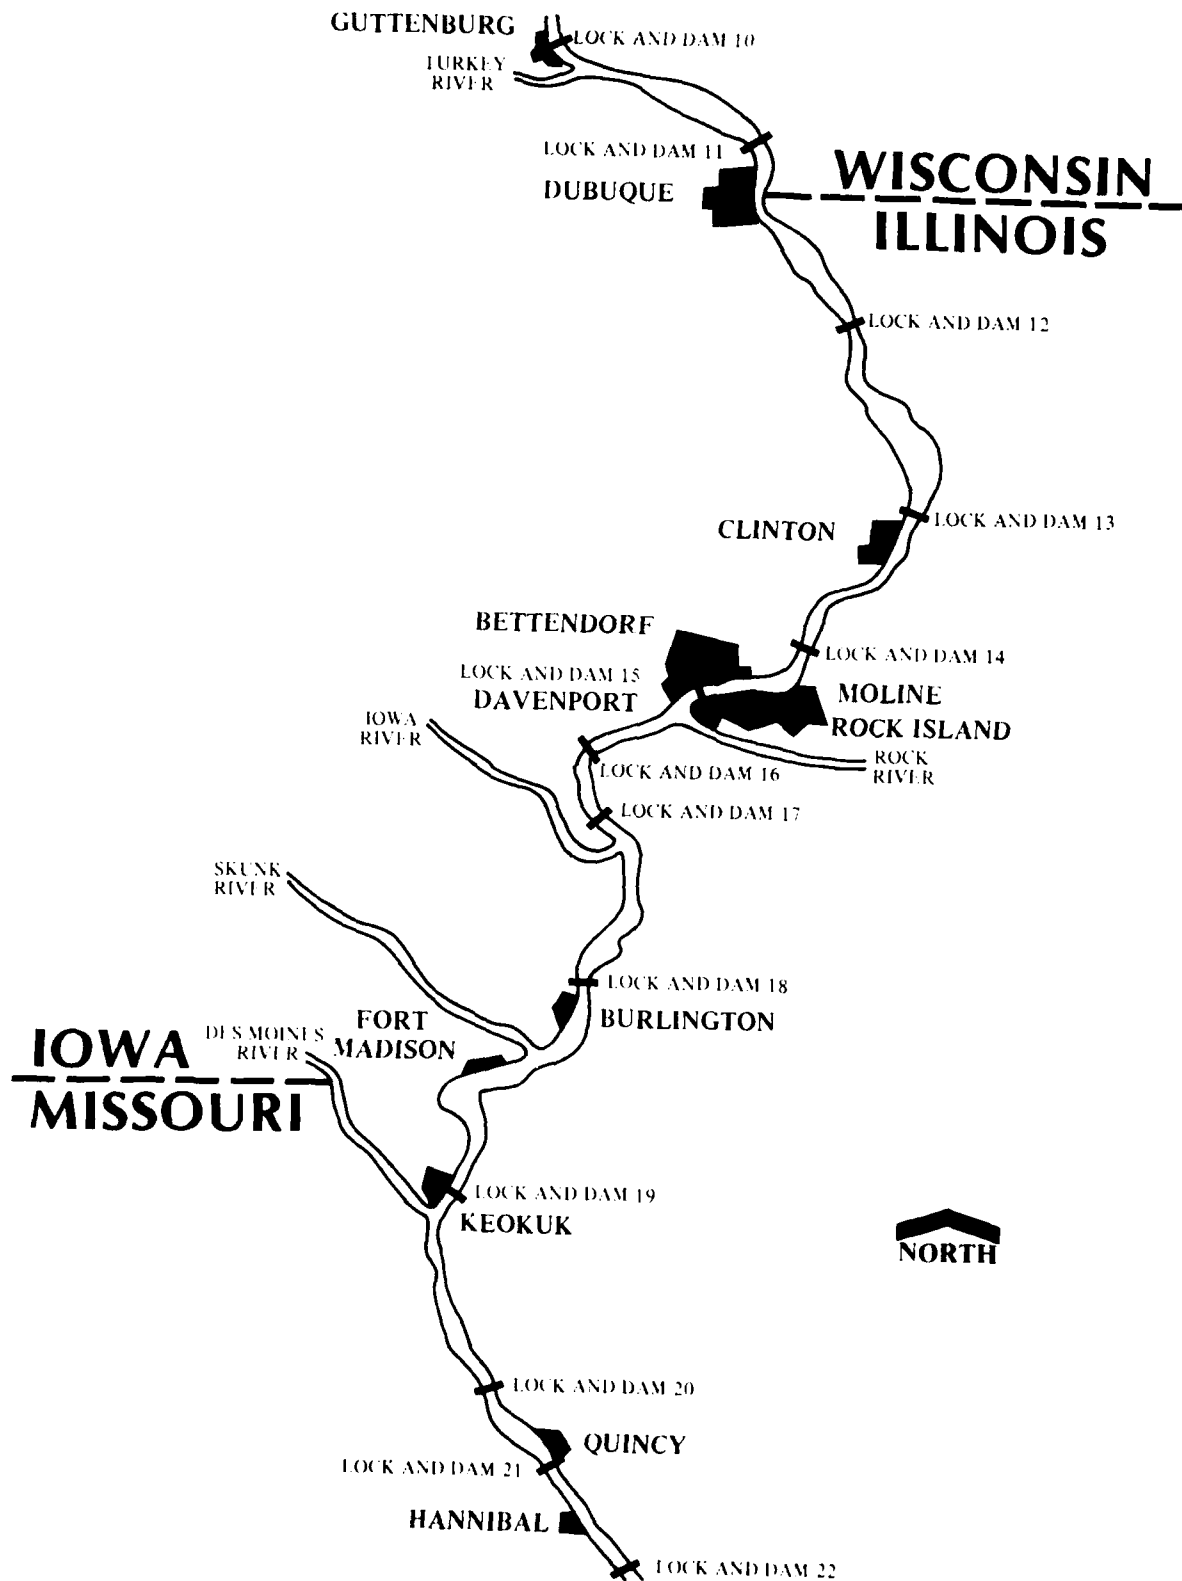 GUTTENBURG
LOCK AND DAM 10
TURKEY
RIVER
LOCK AND DAM 11
DUBUQUE
WISCONSIN
ILLINOIS
LOCK AND DAM 12
CLINTON
LOCK AND DAM 13
BETTENDORF
LOCK AND DAM 14
LOCK AND DAM 15
DAVENPORT
MOLINE
ROCK ISLAND
IOWA
RIVER
ROCK
RIVER
LOCK AND DAM 16
LOCK AND DAM 17
SKUNK
RIVER
LOCK AND DAM 18
BURLINGTON
FORT
MADISON
DES MOINES
RIVER
IOWA
MISSOURI
LOCK AND DAM 19
KEOKUK
NORTH
LOCK AND DAM 20
QUINCY
LOCK AND DAM 21
HANNIBAL
LOCK AND DAM 22